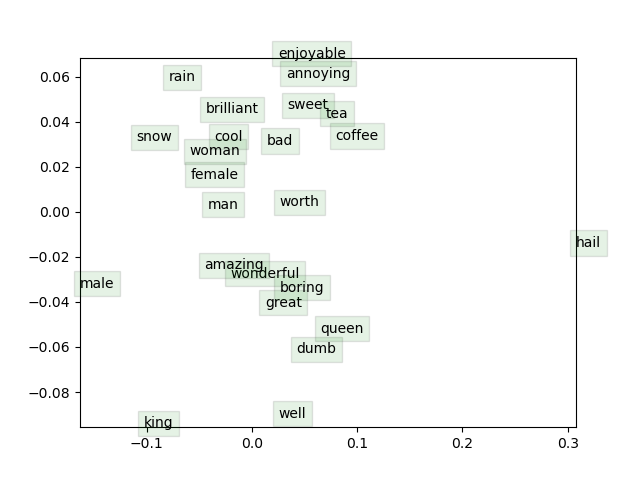 enjoyable
rain
annoying
0.06
sweet
brilliant
tea
0.04
snow
cool
bad
coffee
woman
0.02
female
man
worth
0.00
hail
−0.02
amazing
wonderful
male
boring
great
−0.04
queen
−0.06
dumb
−0.08
well
king
−0.1
0.0
0.1
0.2
0.3